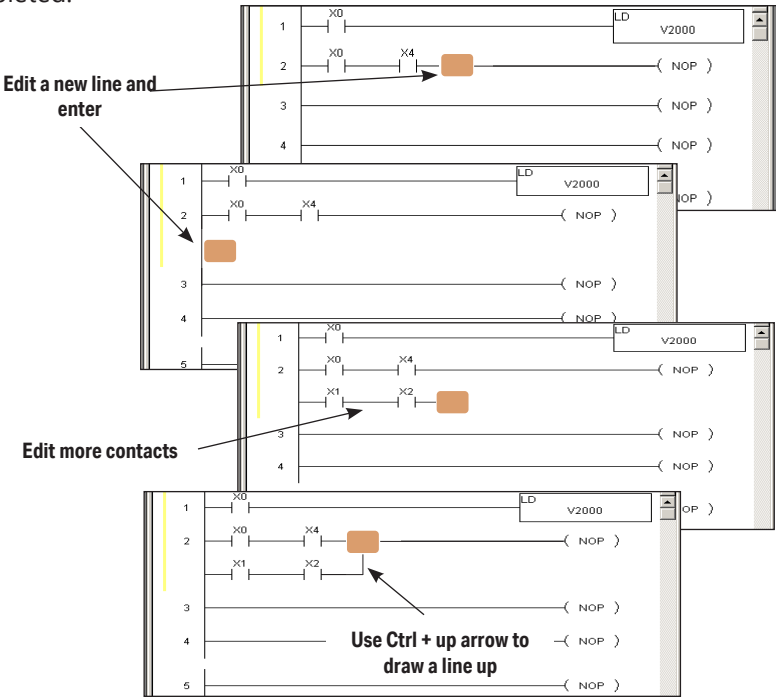 pleted.
1 X0 LD
V2000
2 X0 X4 ( NOP )
3 ( NOP )
4 ( NOP )
NOP )
Edit a new line and
enter
1 X0 LD
V2000
2 X0 X4 ( NOP )
3 ( NOP )
4 ( NOP )
5
1 X0 LD
V2000
2 X0 X4 ( NOP )
X1 X2
3 ( NOP )
4 ( NOP )
OP )
Edit more contacts
1 X0 LD
V2000
2 X0 X4 ( NOP )
X1 X2
3 ( NOP )
4 ( NOP )
Use Ctrl + up arrow to
draw a line up
5 ( NOP )